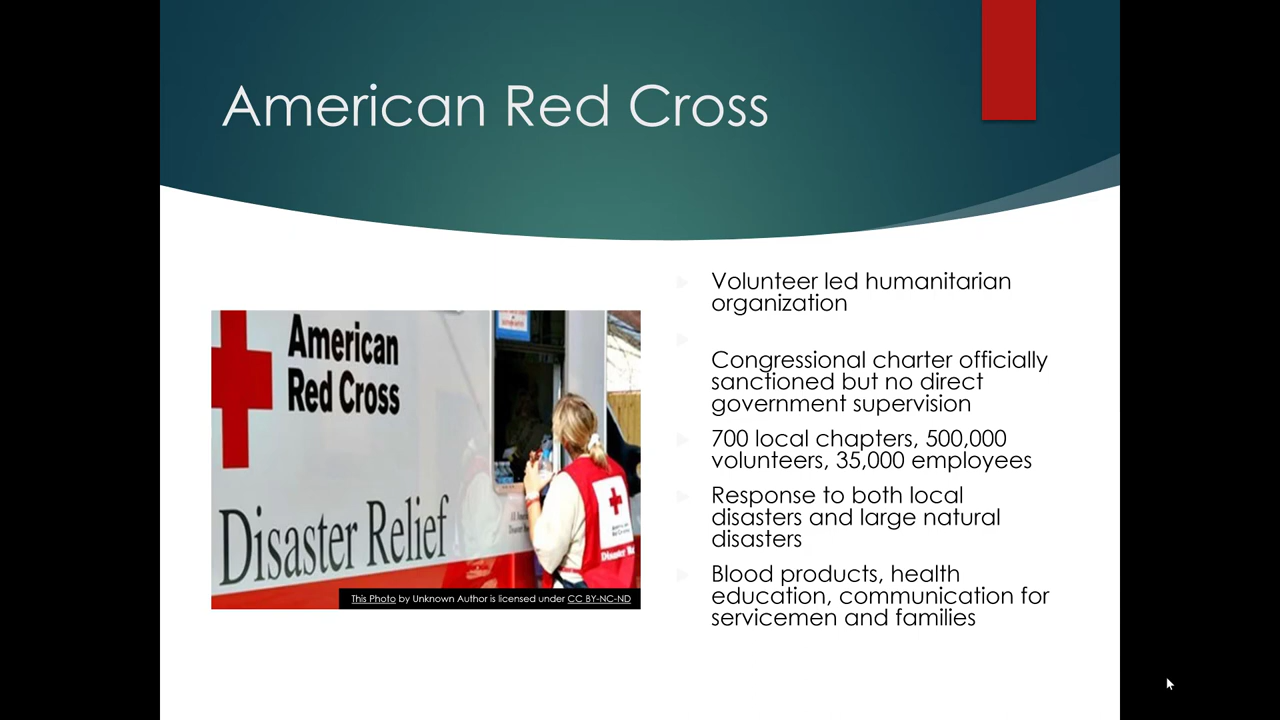 American Red Cross
American
Red Cross
Disaster Relief
This Photo by Unknown Author is licensed under CC BY-NC-ND
Volunteer led humanitarian
organization
Congressional charter officially
sanctioned but no direct
government supervision
700 local chapters, 500,000
volunteers, 35,000 employees
Response to both local
disasters and large natural
disasters
Blood products, health
education, communication for
servicemen and families